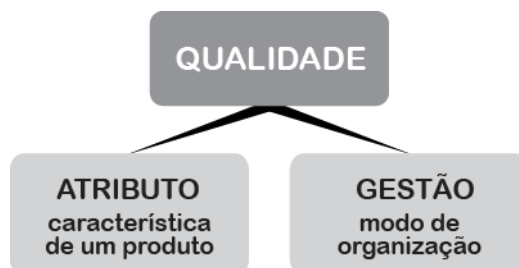 QUALIDADE
ATRIBUTO
característica
de um produto
GESTÃO
modo de
organização